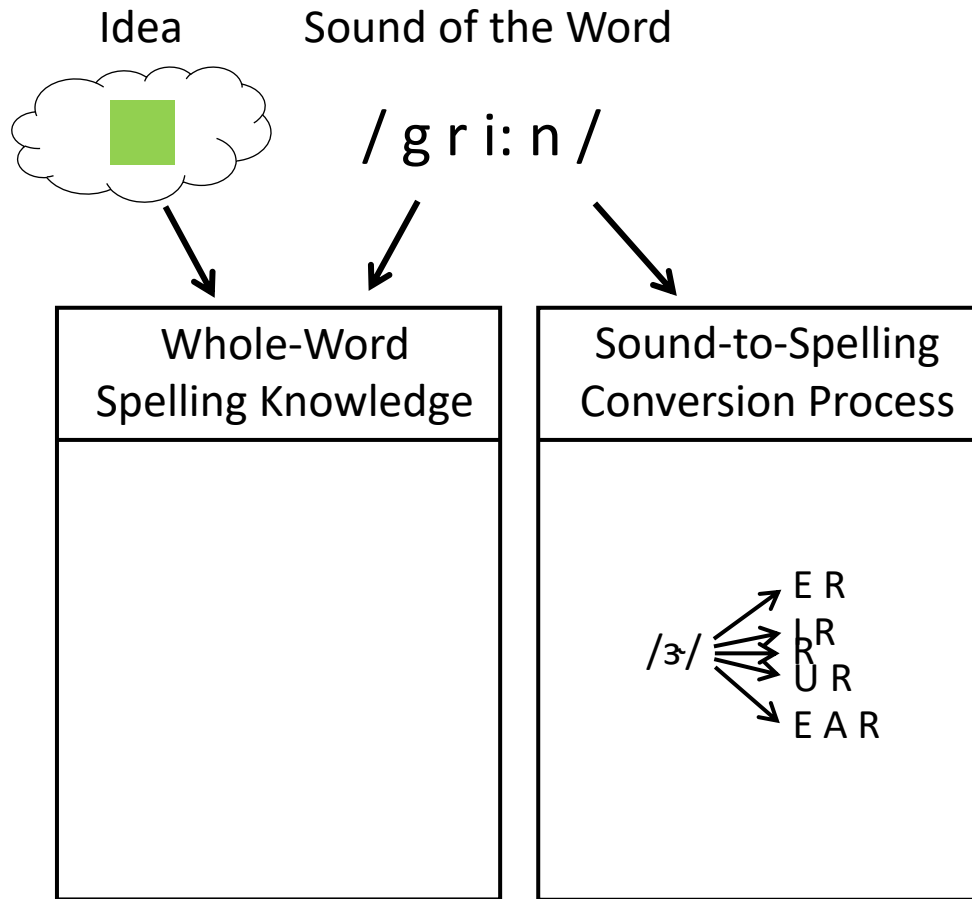 Idea
Sound of the Word
/ g r i: n /
Whole-Word
Spelling Knowledge
Sound-to-Spelling
Conversion Process
E R
I R
R
/ɝ/
U R
E A R